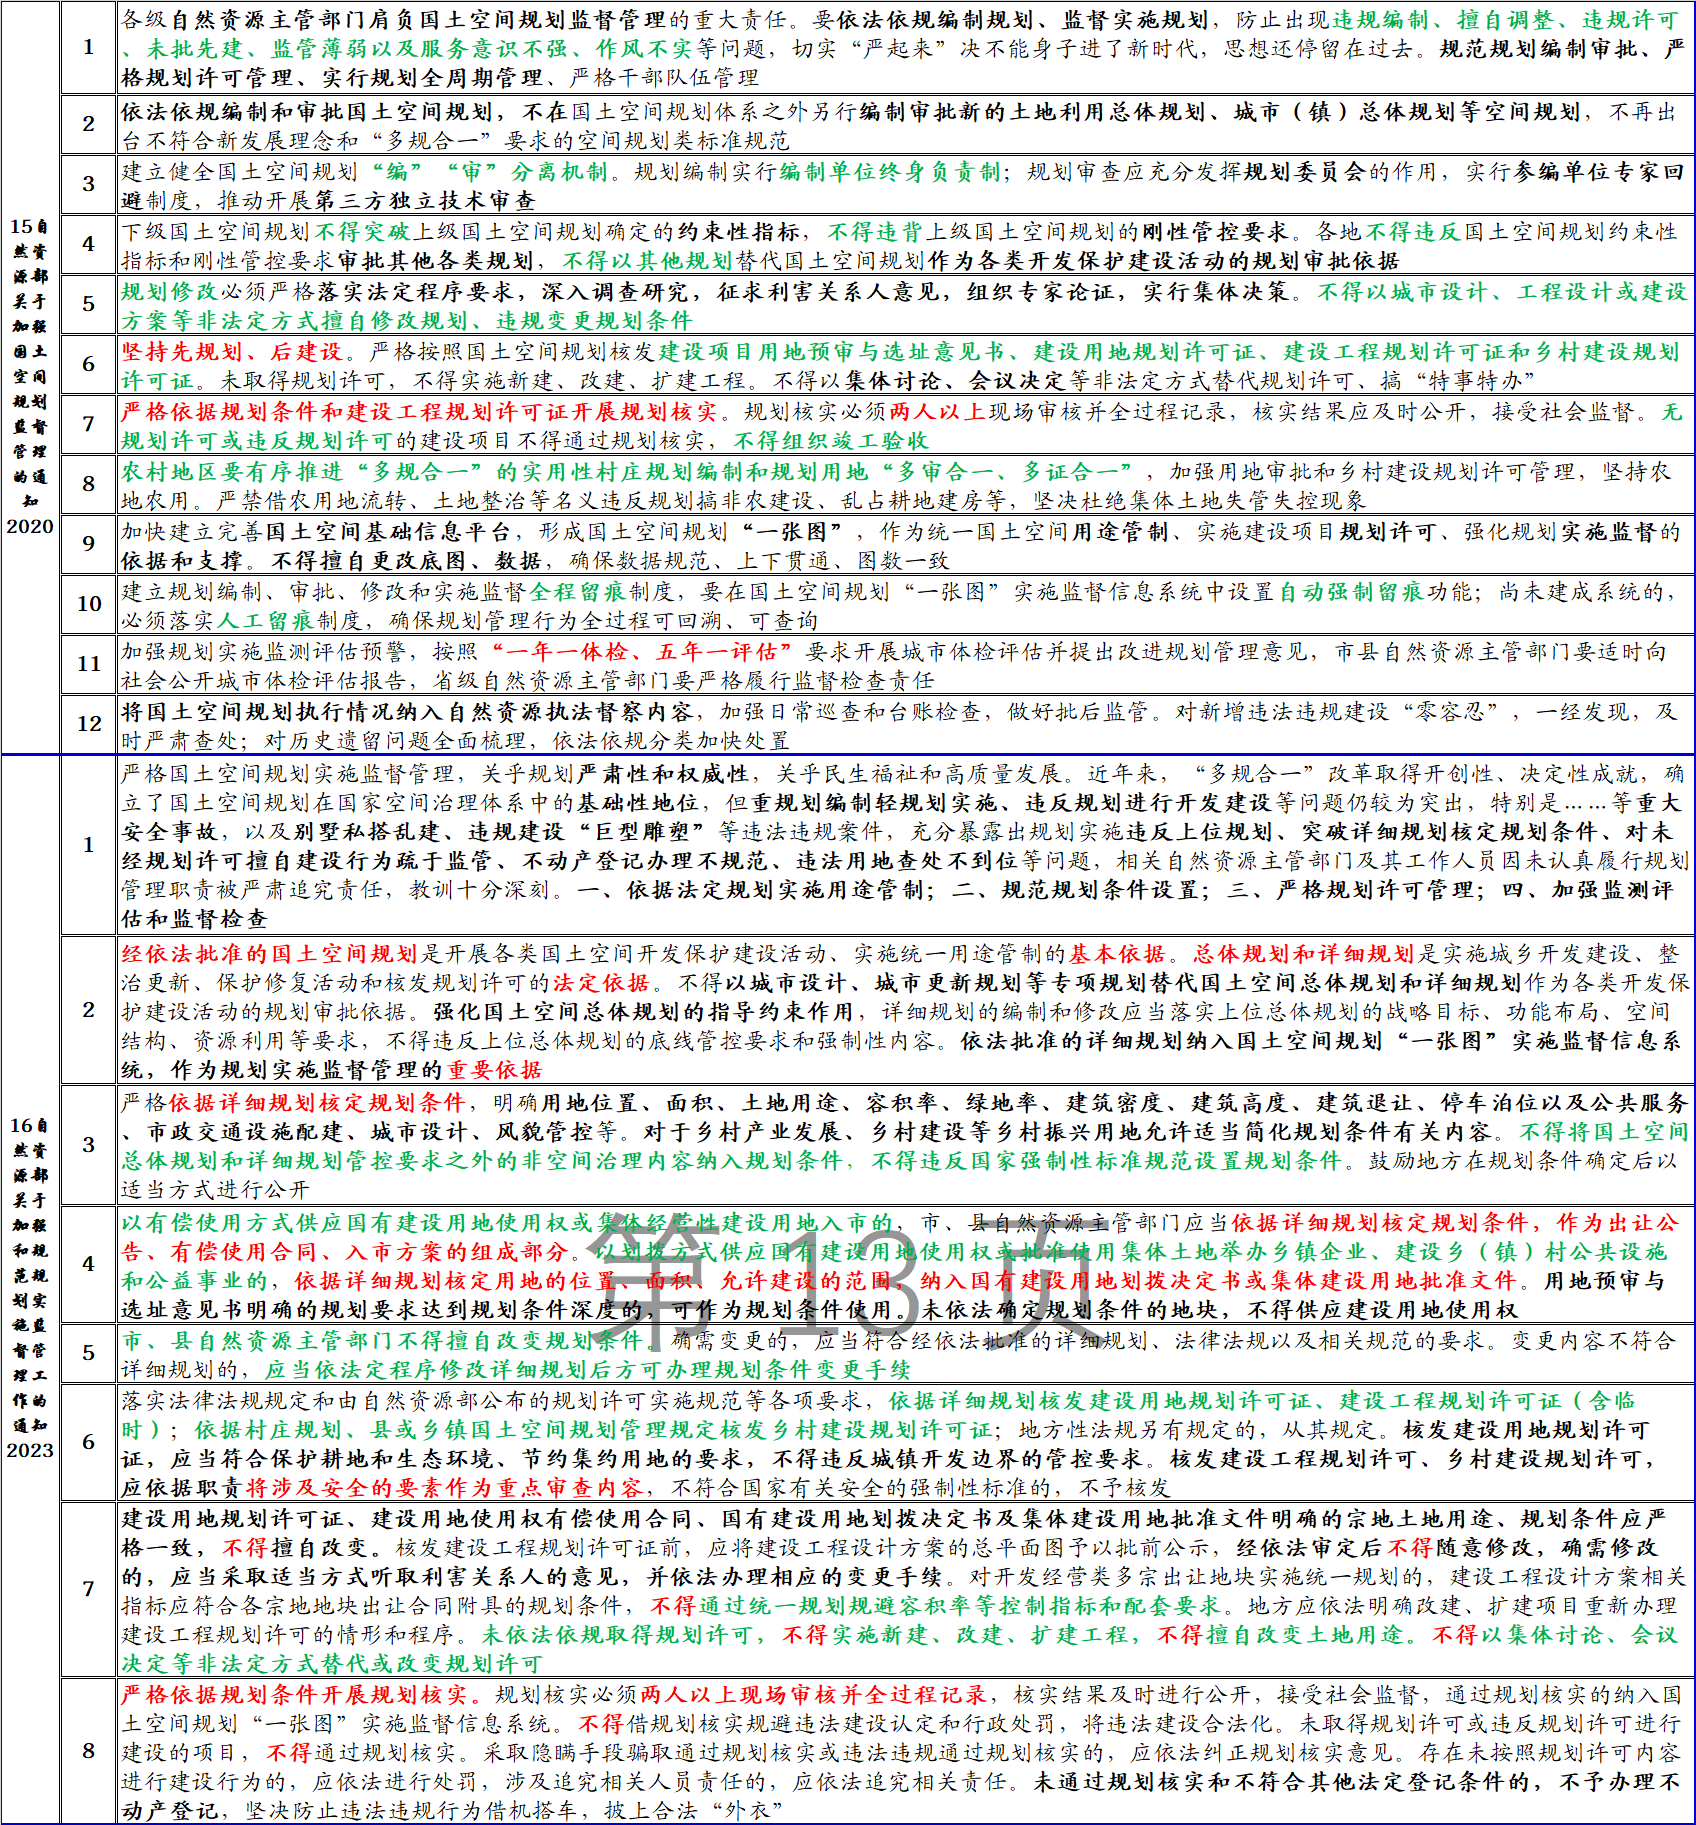 15自
然资
源部
关于
加强
国土
空间
规划
监督
管理
的通
知
2020
1
各级自然资源主管部门肩负国土空间规划监督管理的重大责任。要依法依规编制规划、监督实施规划，防止出现违规编制、擅自调整、违规许可
、未批先建、监管薄弱以及服务意识不强、作风不实等问题，切实“严起来”决不能身子进了新时代，思想还停留在过去。规范规划编制审批、严
格规划许可管理、实行规划全周期管理、严格干部队伍管理
2
依法依规编制和审批国土空间规划，不在国土空间规划体系之外另行编制审批新的土地利用总体规划、城市（镇）总体规划等空间规划，不再出
台不符合新发展理念和“多规合一”要求的空间规划类标准规范
3
建立健全国土空间规划“编”“审”分离机制。规划编制实行编制单位终身负责制；规划审查应充分发挥规划委员会的作用，实行参编单位专家回
避制度，推动开展第三方独立技术审查
4
下级国土空间规划不得突破上级国土空间规划确定的约束性指标，不得违背上级国土空间规划的刚性管控要求。各地不得违反国土空间规划约束性
指标和刚性管控要求审批其他各类规划，不得以其他规划替代国土空间规划作为各类开发保护建设活动的规划审批依据
5
规划修改必须严格落实法定程序要求，深入调查研究，征求利害关系人意见，组织专家论证，实行集体决策。不得以城市设计、工程设计或建设
方案等非法定方式擅自修改规划、违规变更规划条件
6
坚持先规划、后建设。严格按照国土空间规划核发建设项目用地预审与选址意见书、建设用地规划许可证、建设工程规划许可证和乡村建设规划
许可证。未取得规划许可，不得实施新建、改建、扩建工程。不得以集体讨论、会议决定等非法定方式替代规划许可、搞“特事特办”
7
严格依据规划条件和建设工程规划许可证开展规划核实。规划核实必须两人以上现场审核并全过程记录，核实结果应及时公开，接受社会监督。无
规划许可或违反规划许可的建设项目不得通过规划核实，不得组织竣工验收
8
农村地区要有序推进“多规合一”的实用性村庄规划编制和规划用地“多审合一、多证合一”，加强用地审批和乡村建设规划许可管理，坚持农
地农用。严禁借农用地流转、土地整治等名义违反规划搞非农建设、乱占耕地建房等，坚决杜绝集体土地失管失控现象
9
加快建立完善国土空间基础信息平台，形成国土空间规划“一张图”，作为统一国土空间用途管制、实施建设项目规划许可、强化规划实施监督的
依据和支撑。不得擅自更改底图、数据，确保数据规范、上下贯通、图数一致
10
建立规划编制、审批、修改和实施监督全程留痕制度，要在国土空间规划“一张图”实施监督信息系统中设置自动强制留痕功能；尚未建成系统的，
必须落实人工留痕制度，确保规划管理行为全过程可回溯、可查询
11
加强规划实施监测评估预警，按照“一年一体检、五年一评估”要求开展城市体检评估并提出改进规划管理意见，市县自然资源主管部门要适时向
社会公开城市体检评估报告，省级自然资源主管部门要严格履行监督检查责任
12
将国土空间规划执行情况纳入自然资源执法督察内容，加强日常巡查和台账检查，做好批后监管。对新增违法违规建设“零容忍”，一经发现，及
时严肃查处；对历史遗留问题全面梳理，依法依规分类加快处置
16自
然资
源部
关于
加强
和规
范规
划实
施监
督管
理工
作的
通知
2023
1
严格国土空间规划实施监督管理，关乎规划严肃性和权威性，关乎民生福祉和高质量发展。近年来，“多规合一”改革取得开创性、决定性成就，确
立了国土空间规划在国家空间治理体系中的基础性地位，但重规划编制轻规划实施、违反规划进行开发建设等问题仍较为突出，特别是……等重大
安全事故，以及别墅私搭乱建、违规建设“巨型雕塑”等违法违规案件，充分暴露出规划实施违反上位规划、突破详细规划核定规划条件、对未
经规划许可擅自建设行为疏于监管、不动产登记办理不规范、违法用地查处不到位等问题，相关自然资源主管部门及其工作人员因未认真履行规划
管理职责被严肃追究责任，教训十分深刻。一、依据法定规划实施用途管制；二、规范规划条件设置；三、严格规划许可管理；四、加强监测评
估和监督检查
2
经依法批准的国土空间规划是开展各类国土空间开发保护建设活动、实施统一用途管制的基本依据。总体规划和详细规划是实施城乡开发建设、整
治更新、保护修复活动和核发规划许可的法定依据。不得以城市设计、城市更新规划等专项规划替代国土空间总体规划和详细规划作为各类开发保
护建设活动的规划审批依据。强化国土空间总体规划的指导约束作用，详细规划的编制和修改应当落实上位总体规划的战略目标、功能布局、空间
结构、资源利用等要求，不得违反上位总体规划的底线管控要求和强制性内容。依法批准的详细规划纳入国土空间规划“一张图”实施监督信息系
统，作为规划实施监督管理的重要依据
3
严格依据详细规划核定规划条件，明确用地位置、面积、土地用途、容积率、绿地率、建筑密度、建筑高度、建筑退让、停车泊位以及公共服务
、市政交通设施配建、城市设计、风貌管控等。对于乡村产业发展、乡村建设等乡村振兴用地允许适当简化规划条件有关内容。不得将国土空间
总体规划和详细规划管控要求之外的非空间治理内容纳入规划条件，不得违反国家强制性标准规范设置规划条件。鼓励地方在规划条件确定后以
适当方式进行公开
4
以有偿使用方式供应国有建设用地使用权或集体经营性建设用地入市的，市、县自然资源主管部门应当依据详细规划核定规划条件，作为出让公
告、有偿使用合同、入市方案的组成部分。以划拨方式供应国有建设用地使用权或批准使用集体土地举办乡镇企业、建设乡（镇）村公共设施
和公益事业的，依据详细规划核定用地的位置、面积、允许建设的范围，纳入国有建设用地划拨决定书或集体建设用地批准文件。用地预审与
选址意见书明确的规划要求达到规划条件深度的，可作为规划条件使用。未依法确定规划条件的地块，不得供应建设用地使用权
第 13 页
5
市、县自然资源主管部门不得擅自改变规划条件。确需变更的，应当符合经依法批准的详细规划、法律法规以及相关规范的要求。变更内容不符合
详细规划的，应当依法定程序修改详细规划后方可办理规划条件变更手续
6
落实法律法规规定和由自然资源部公布的规划许可实施规范等各项要求，依据详细规划核发建设用地规划许可证、建设工程规划许可证（含临
时）；依据村庄规划、县或乡镇国土空间规划管理规定核发乡村建设规划许可证；地方性法规另有规定的，从其规定。核发建设用地规划许可
证，应当符合保护耕地和生态环境、节约集约用地的要求，不得违反城镇开发边界的管控要求。核发建设工程规划许可、乡村建设规划许可，
应依据职责将涉及安全的要素作为重点审查内容，不符合国家有关安全的强制性标准的，不予核发
7
建设用地规划许可证、建设用地使用权有偿使用合同、国有建设用地划拨决定书及集体建设用地批准文件明确的宗地土地用途、规划条件应严
格一致，不得擅自改变。核发建设工程规划许可证前，应将建设工程设计方案的总平面图予以批前公示，经依法审定后不得随意修改，确需修改
的，应当采取适当方式听取利害关系人的意见，并依法办理相应的变更手续。对开发经营类多宗出让地块实施统一规划的，建设工程设计方案相关
指标应符合各宗地地块出让合同附具的规划条件，不得通过统一规划规避容积率等控制指标和配套要求。地方应依法明确改建、扩建项目重新办理
建设工程规划许可的情形和程序。未依法依规取得规划许可，不得实施新建、改建、扩建工程，不得擅自改变土地用途。不得以集体讨论、会议
决定等非法定方式替代或改变规划许可
8
严格依据规划条件开展规划核实。规划核实必须两人以上现场审核并全过程记录，核实结果及时进行公开，接受社会监督，通过规划核实的纳入国
土空间规划“一张图”实施监督信息系统。不得借规划核实规避违法建设认定和行政处罚，将违法建设合法化。未取得规划许可或违反规划许可进行
建设的项目，不得通过规划核实。采取隐瞒手段骗取通过规划核实或违法违规通过规划核实的，应依法纠正规划核实意见。存在未按照规划许可内容
进行建设行为的，应依法进行处罚，涉及追究相关人员责任的，应依法追究相关责任。未通过规划核实和不符合其他法定登记条件的，不予办理不
动产登记，坚决防止违法违规行为借机搭车，披上合法“外衣”